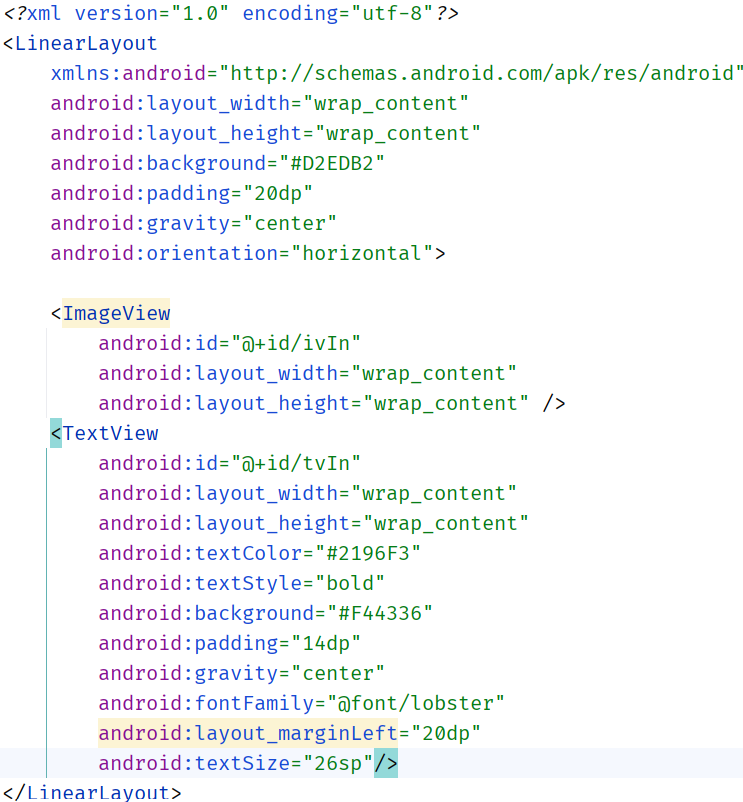 <?xml version="1.0" encoding="utf-8"?>
<LinearLayout
    xmlns:android="http://schemas.android.com/apk/res/android"
    android:layout_width="wrap_content"
    android:layout_height="wrap_content"
    android:background="#D2EDB2"
    android:padding="20dp"
    android:gravity="center"
    android:orientation="horizontal">

    <ImageView
        android:id="@+id/ivIn"
        android:layout_width="wrap_content"
        android:layout_height="wrap_content" />
    <TextView
        android:id="@+id/tvIn"
        android:layout_width="wrap_content"
        android:layout_height="wrap_content"
        android:textColor="#2196F3"
        android:textStyle="bold"
        android:background="#F44336"
        android:padding="14dp"
        android:gravity="center"
        android:fontFamily="@font/lobster"
        android:layout_marginLeft="20dp"
        android:textSize="26sp"/>
</LinearLayout>